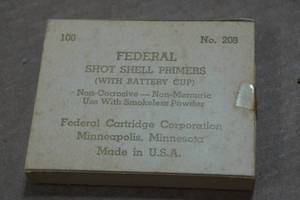 100 No. 209
FEDERAL
SHOT SHELL PRIMERS
(WITH BATTERY CUP)
Non-Corrosive — Non-Mercuric
Use With Smokeless Powder
Federal Cartridge Corporation
Minneapolis, Minnesota
Made in U.S.A.